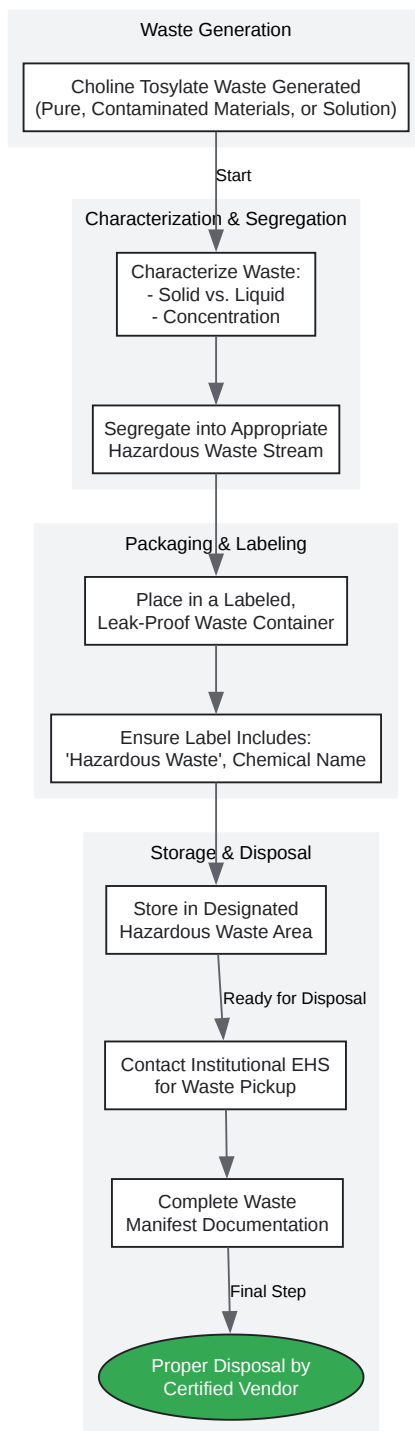 Waste Generation
Choline Tosylate Waste Generated
(Pure, Contaminated Materials, or Solution)
Start
Characterization & Segregation
Characterize Waste:
- Solid vs. Liquid
- Concentration
Segregate into Appropriate
Hazardous Waste Stream
Packaging & Labeling
Place in a Labeled,
Leak-Proof Waste Container
Ensure Label Includes:
'Hazardous Waste', Chemical Name
Storage & Disposal
Store in Designated
Hazardous Waste Area
Ready for Disposal
Contact Institutional EHS
for Waste Pickup
Complete Waste
Manifest Documentation
Final Step
Proper Disposal by
Certified Vendor